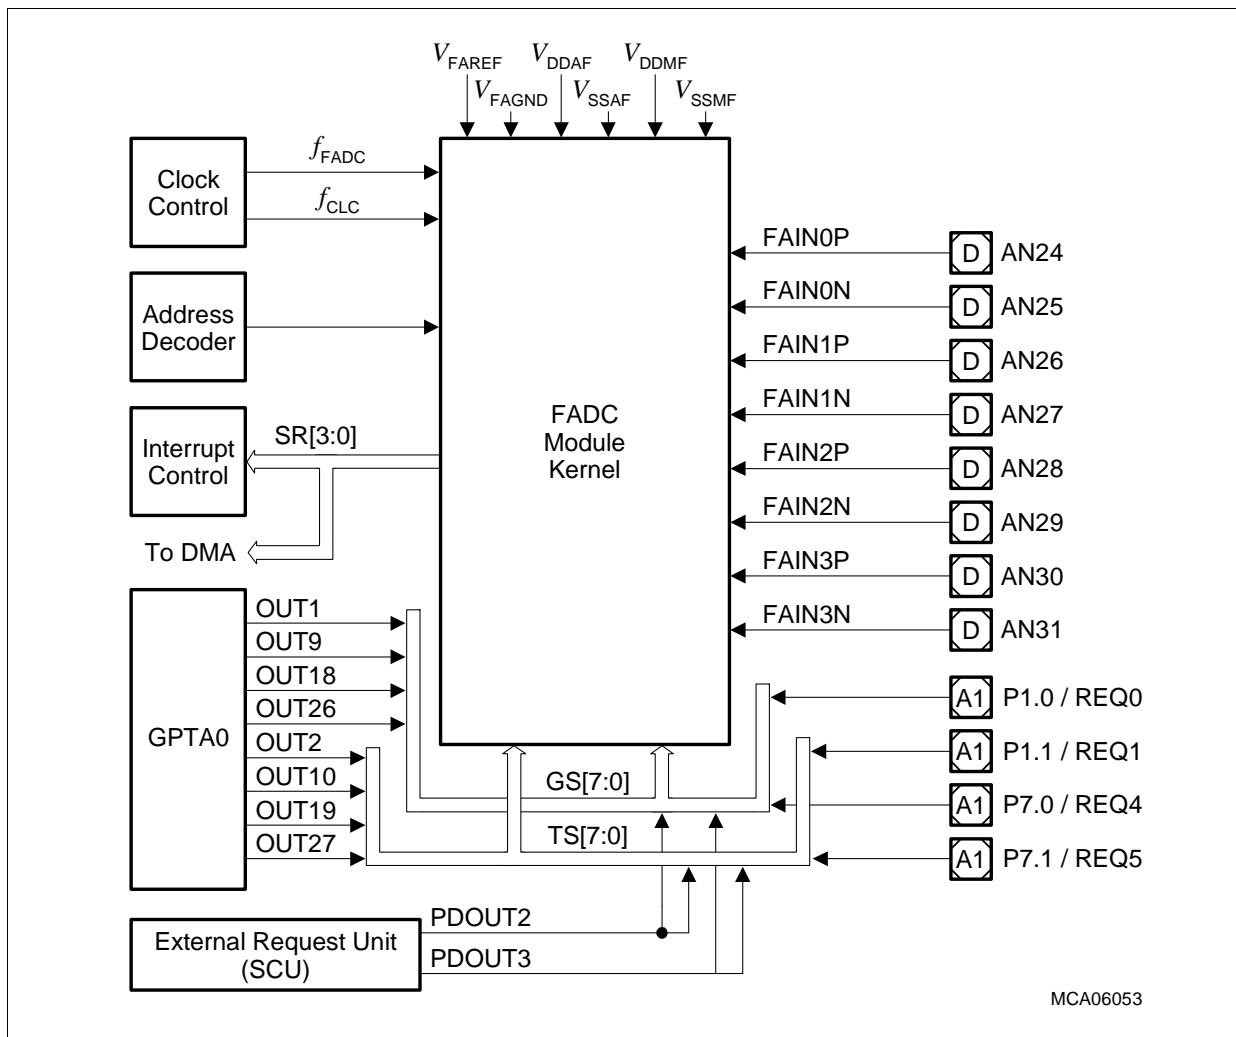 VFAREF VDDAF VDDMF
VFAGND VSSAF VSSMF
Clock
Control
fFADC
fCLC
Address
Decoder
Interrupt
Control
SR[3:0]
To DMA
FADC
Module
Kernel
FAIN0P D AN24
FAIN0N D AN25
FAIN1P D AN26
FAIN1N D AN27
FAIN2P D AN28
FAIN2N D AN29
FAIN3P D AN30
FAIN3N D AN31
GPTA0
OUT1
OUT9
OUT18
OUT26
OUT2
OUT10
OUT19
OUT27
GS[7:0]
TS[7:0]
A1 P1.0 / REQ0
A1 P1.1 / REQ1
A1 P7.0 / REQ4
A1 P7.1 / REQ5
External Request Unit
(SCU)
PDOUT2
PDOUT3
MCA06053